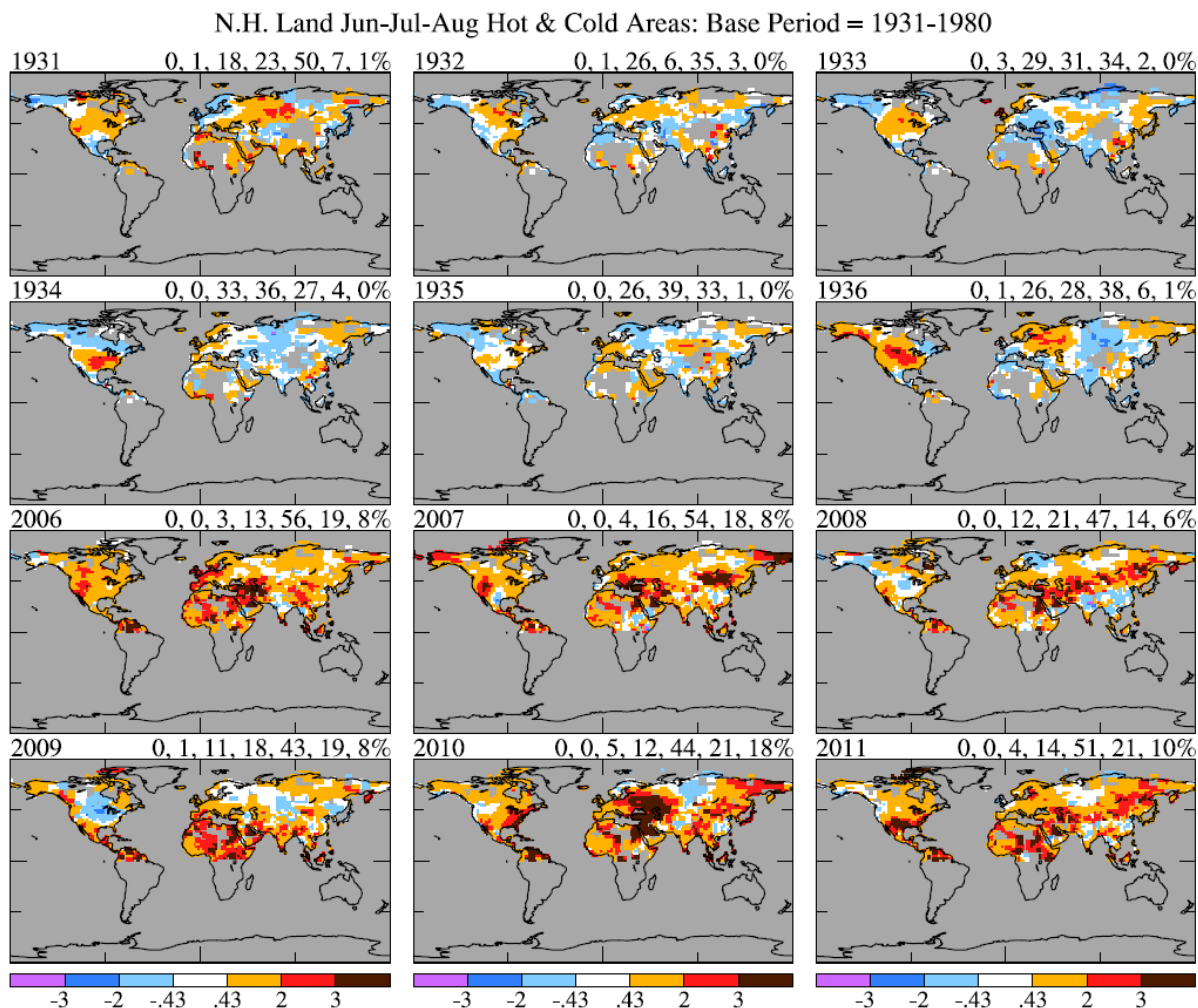 N.H. Land Jun-Jul-Aug Hot & Cold Areas: Base Period = 1931-1980
1931 0, 1, 18, 23, 50, 7, 1%
1932 0, 1, 26, 6, 35, 3, 0%
1933 0, 3, 29, 31, 34, 2, 0%
1934 0, 0, 33, 36, 27, 4, 0%
1935 0, 0, 26, 39, 33, 1, 0%
1936 0, 1, 26, 28, 38, 6, 1%
2006 0, 0, 3, 13, 56, 19, 8%
2007 0, 0, 4, 16, 54, 18, 8%
2008 0, 0, 12, 21, 47, 14, 6%
2009 0, 1, 11, 18, 43, 19, 8%
2010 0, 0, 5, 12, 44, 21, 18%
2011 0, 0, 4, 14, 51, 21, 10%
-3 -2 -.43 .43 2 3
-3 -2 -.43 .43 2 3
-3 -2 -.43 .43 2 3